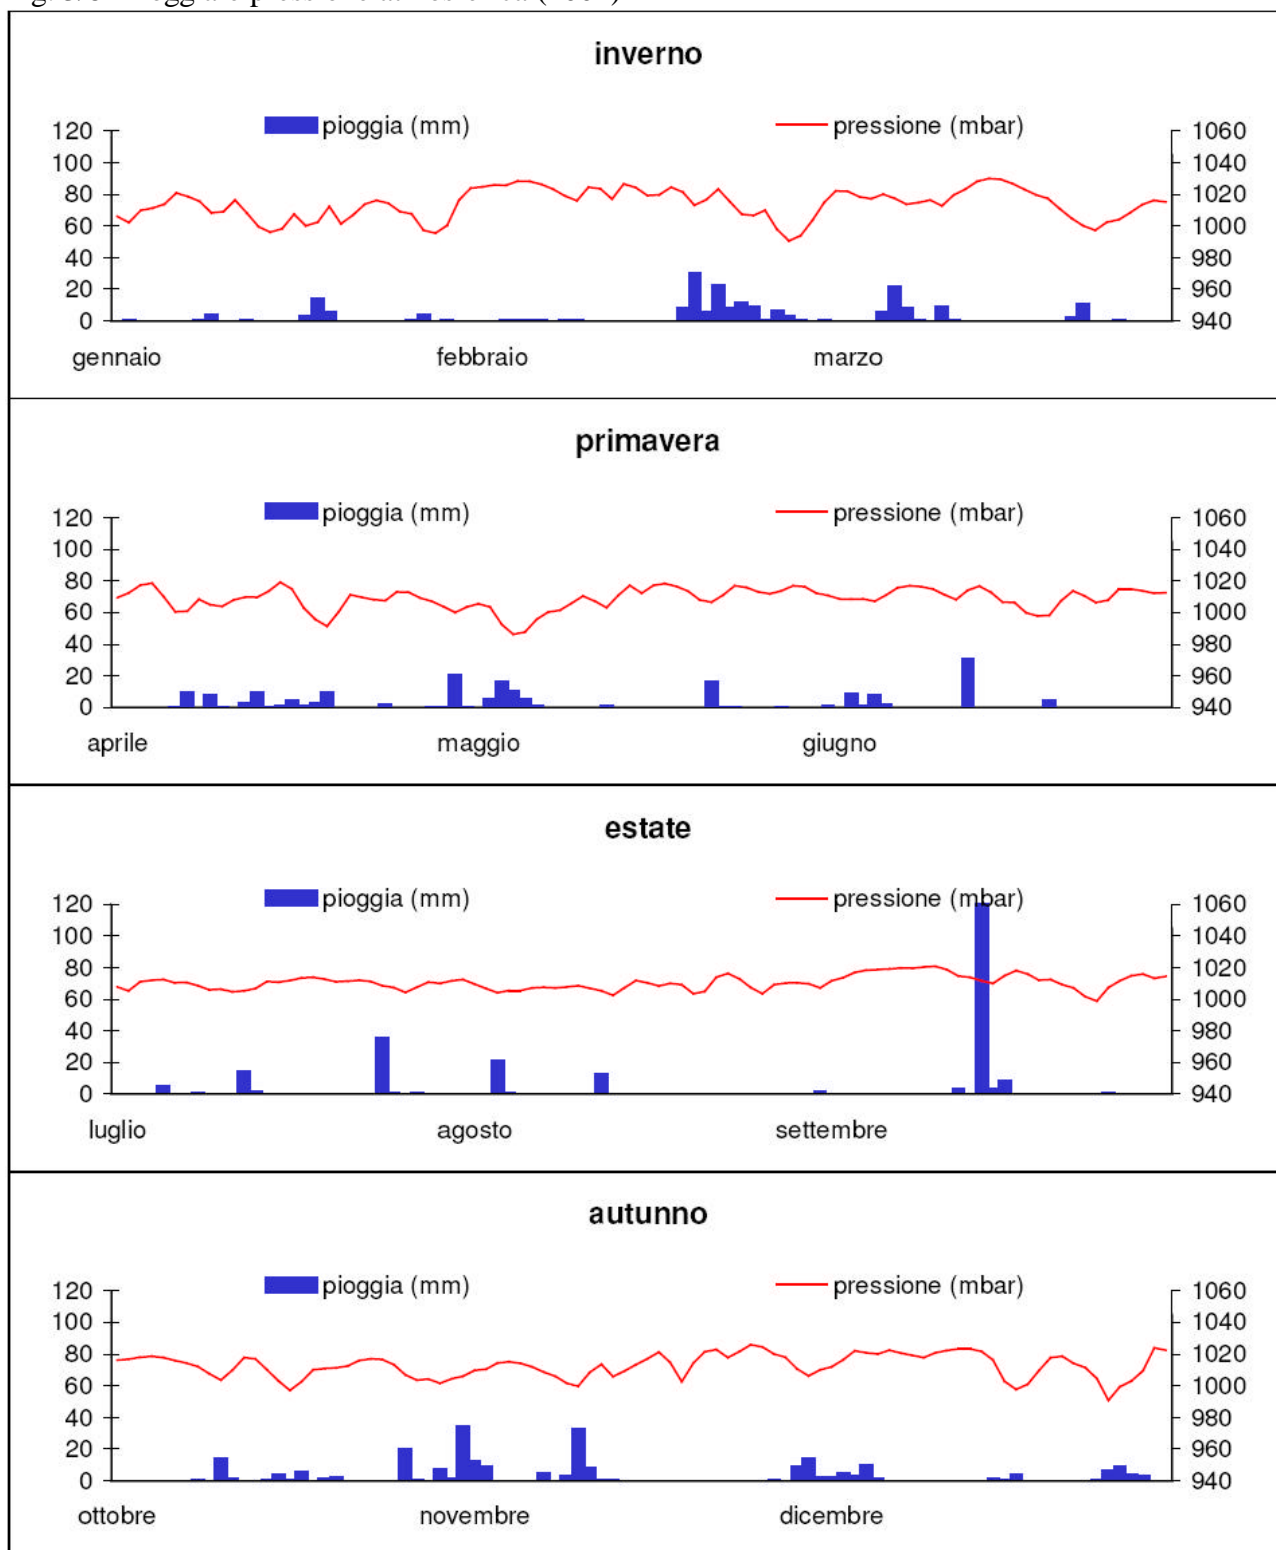 inverno
pioggia (mm) pressione (mbar)
120 1060
100 1040
80 1020
60 1000
40 980
20 960
0 940
gennaio febbraio marzo
primavera
pioggia (mm) pressione (mbar)
120 1060
100 1040
80 1020
60 1000
40 980
20 960
0 940
aprile maggio giugno
estate
pioggia (mm) pressione (mbar)
120 1060
100 1040
80 1020
60 1000
40 980
20 960
0 940
luglio agosto settembre
autunno
pioggia (mm) pressione (mbar)
120 1060
100 1040
80 1020
60 1000
40 980
20 960
0 940
ottobre novembre dicembre